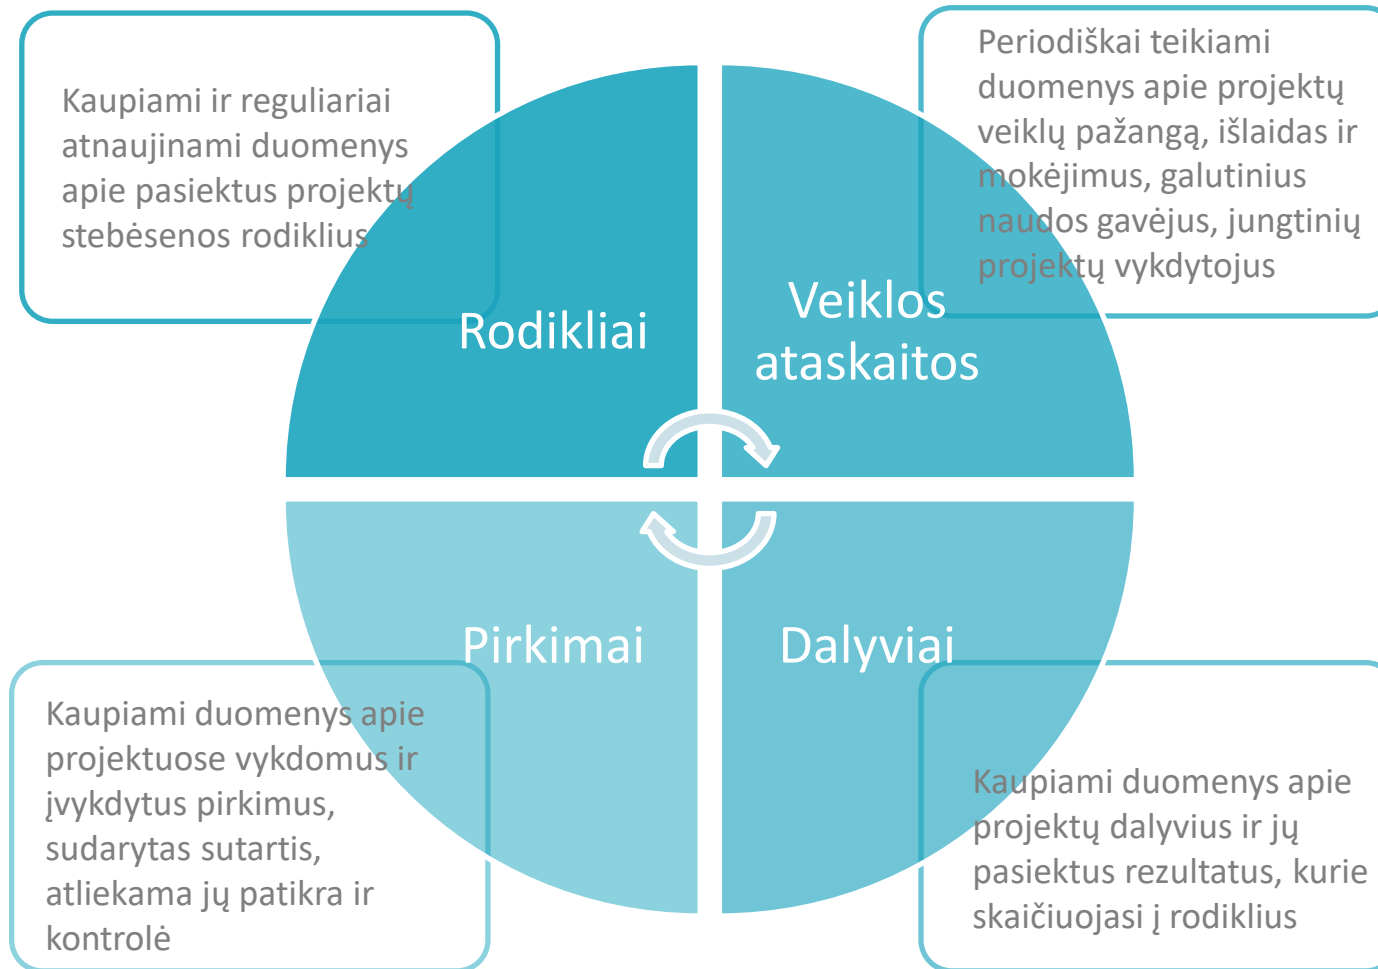 Kaupiami ir reguliariai
atnaujinami duomenys
apie pasiektus projektų
stebėsenos rodiklius
Periodiškai teikiami
duomenys apie projektų
veiklų pažangą, išlaidas ir
mokėjimus, galutinius
naudos gavėjus, jungtinių
projektų vykdytojus
Rodikliai
Veiklos
ataskaitos
Pirkimai
Dalyviai
Kaupiami duomenys apie
projektuose vykdomus ir
įvykdytus pirkimus,
sudarytas sutartis,
atliekama jų patikra ir
kontrolė
Kaupiami duomenys apie
projektų dalyvius ir jų
pasiektus rezultatus, kurie
skaičiuojasi į rodiklius